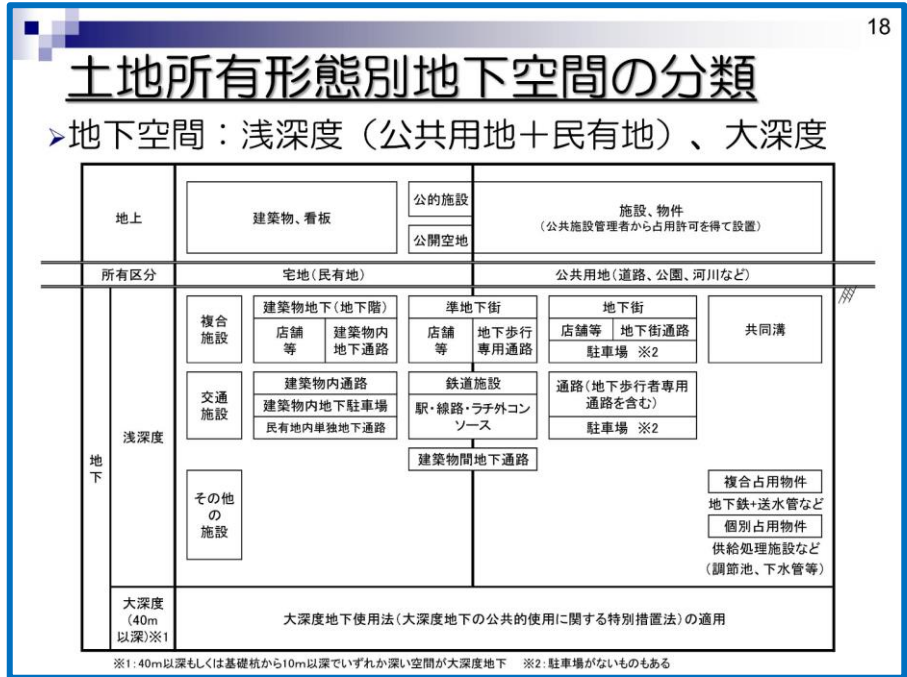 18
土地所有形態別地下空間の分類
➢地下空間：浅深度（公共用地＋民有地）、大深度
地上
建築物、看板
公的施設
公開空地
施設、物件
(公共施設管理者から占用許可を得て設置)
所有区分
宅地(民有地)
公共用地(道路、公園、河川など)
地下
浅深度
複合
施設
建築物地下(地下階)
店舗
等
建築物内
地下通路
準地下街
店舗
等
地下歩行
専用通路
地下街
店舗等
地下街通路
駐車場 ※2
共同溝
交通
施設
建築物内通路
建築物内地下駐車場
民有地内単独地下通路
鉄道施設
駅・線路・ラチ外コン
ソース
通路(地下歩行者専用
通路を含む)
駐車場 ※2
建築物間地下通路
その他
の
施設
複合占用物件
地下鉄+送水管など
個別占用物件
供給処理施設など
(調節池、下水管等)
大深度
(40m
以深)※1
大深度地下使用法(大深度地下の公共的使用に関する特別措置法)の適用
※1:40m以深もしくは基礎杭から10m以深でいずれか深い空間が大深度地下 ※2:駐車場がないものもある